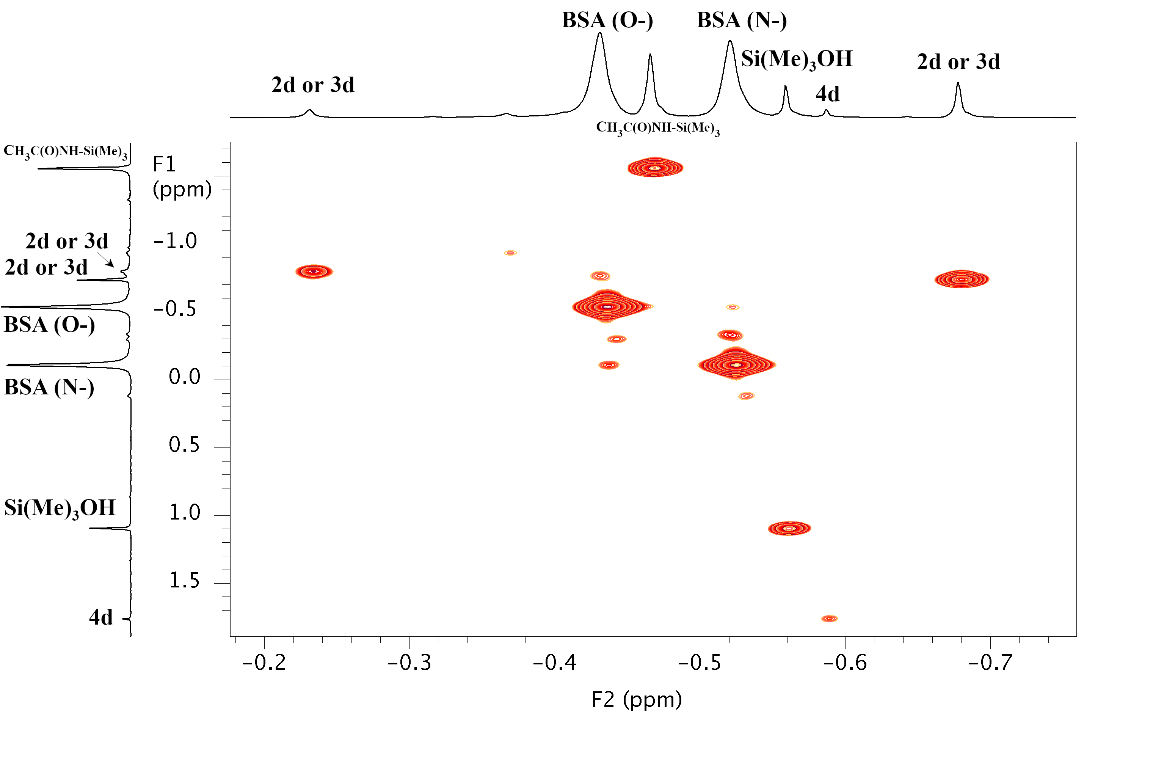 BSA (O-) BSA (N-)
Si(Me)₃OH
2d or 3d 4d 2d or 3d
CH₃C(O)NH-Si(Me)₃
CH₃C(O)NH-Si(Me)₃
F1
(ppm)
2d or 3d
−1.0
2d or 3d
−0.5
BSA (O-)
0.0
BSA (N-)
0.5
Si(Me)₃OH
1.0
1.5
4d
−0.2 −0.3 −0.4 −0.5 −0.6 −0.7
F2 (ppm)